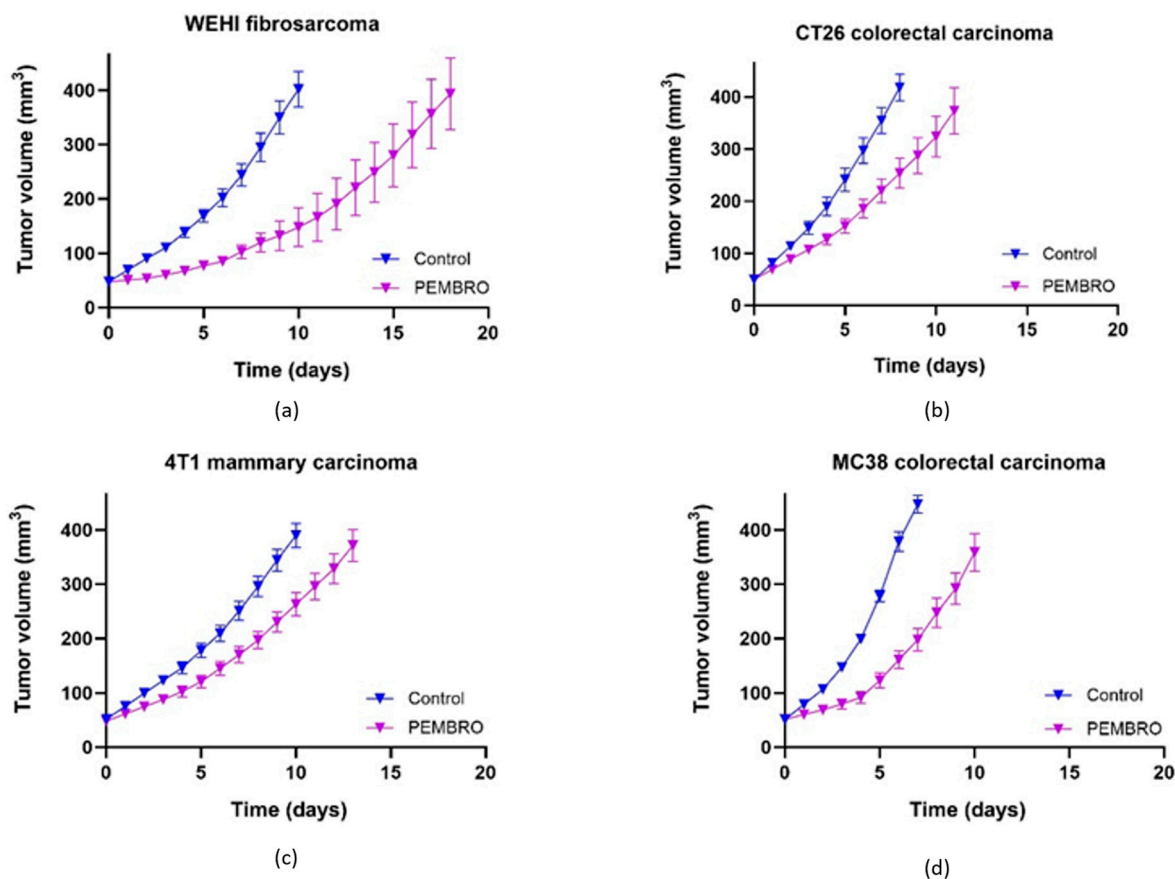 WEHI fibrosarcoma
Tumor volume (mm³)
400
300
200
100
0
Control
PEMBRO
0 5 10 15 20
Time (days)
(a)
CT26 colorectal carcinoma
Tumor volume (mm³)
400
300
200
100
0
Control
PEMBRO
0 5 10 15 20
Time (days)
(b)
4T1 mammary carcinoma
Tumor volume (mm³)
400
300
200
100
0
Control
PEMBRO
0 5 10 15 20
Time (days)
(c)
MC38 colorectal carcinoma
Tumor volume (mm³)
400
300
200
100
0
Control
PEMBRO
0 5 10 15 20
Time (days)
(d)